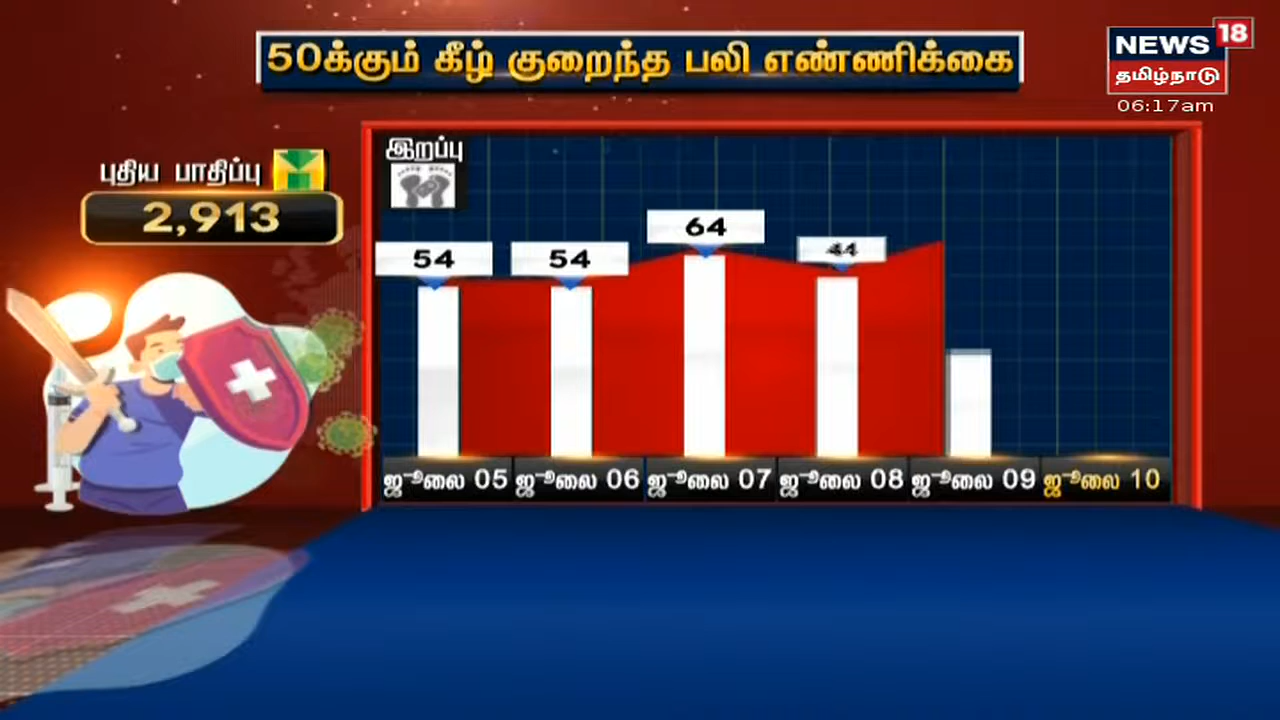 50க்கும் கீழ் குறைந்த பலி எண்ணிக்கை
NEWS 18
தமிழ்நாடு
06:17am
புதிய பாதிப்பு
2,913
இறப்பு
54
54
64
44
ஜூலை 05
ஜூலை 06
ஜூலை 07
ஜூலை 08
ஜூலை 09
ஜூலை 10